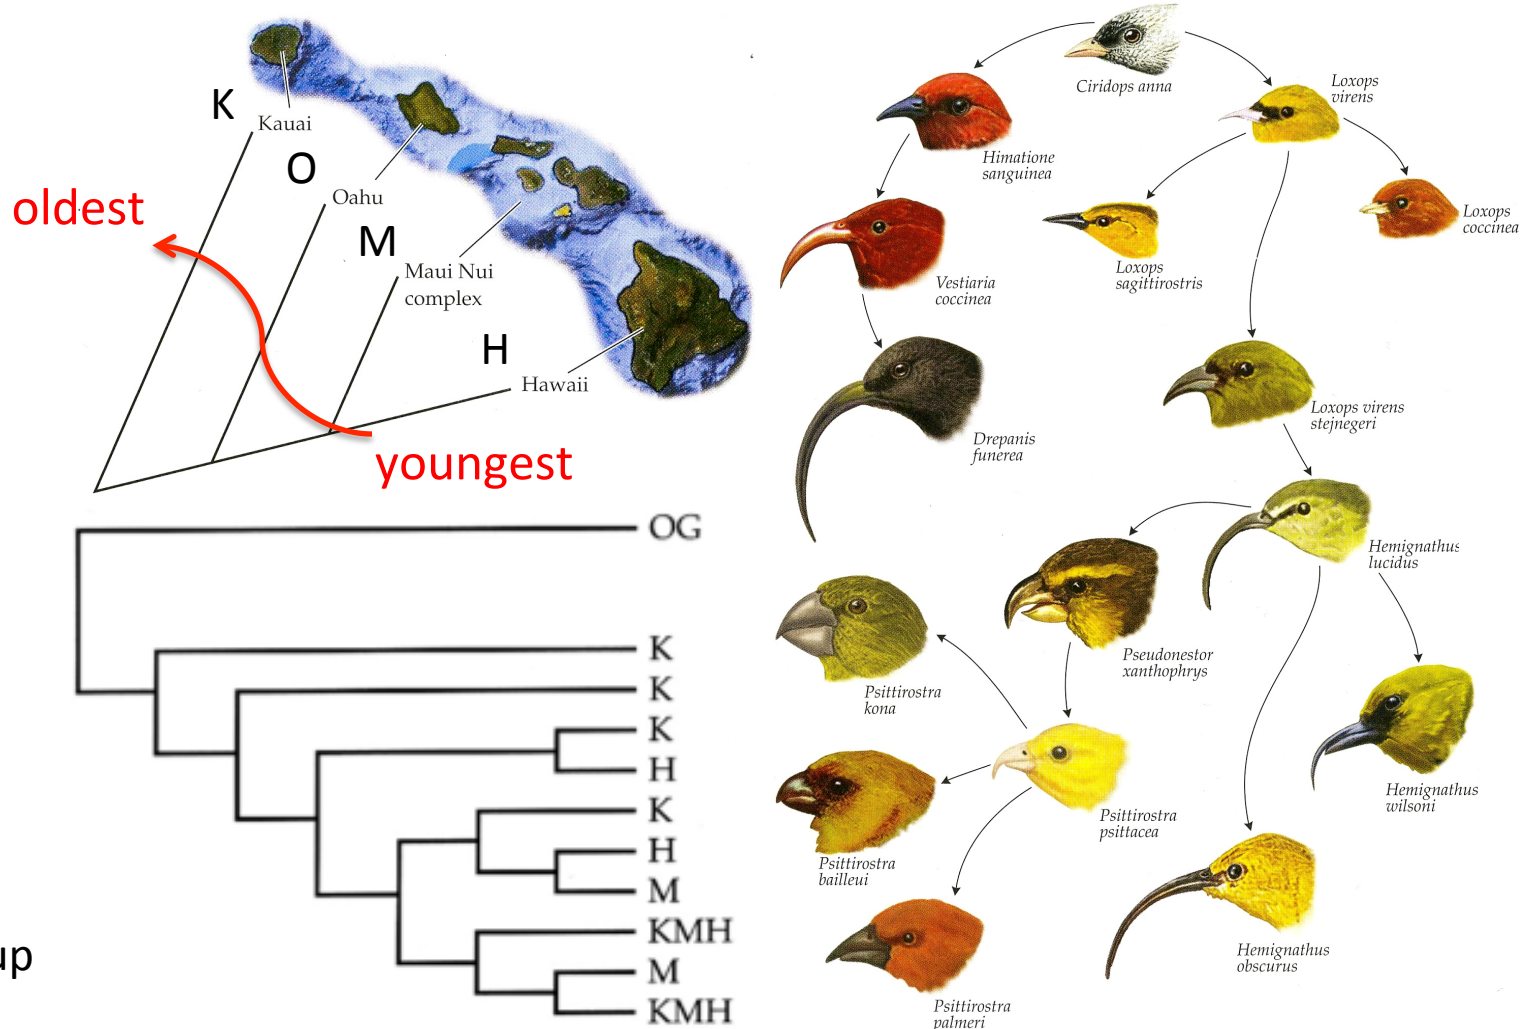 K
Kauai
O
Oahu
oldest
M
Maui Nui
complex
H
Hawaii
youngest
OG
K
K
K
H
K
H
M
KMH
M
KMH
up
Ciridops anna
Loxops
virens
Himatione
sanguinea
Loxops
coccinea
Loxops
sagittirostris
Vestiaria
coccinea
Loxops virens
stejnegeri
Drepanis
funerea
Hemignathus
lucidus
Pseudonestor
xanthophrys
Psittirostra
kona
Hemignathus
wilsoni
Psittirostra
psittacea
Psittirostra
bailleui
Hemignathus
obscurus
Psittirostra
palmeri